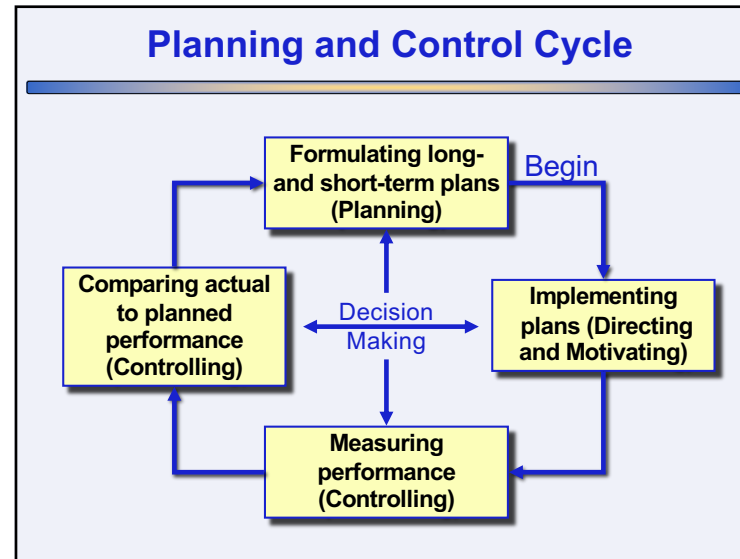 Planning and Control Cycle
Formulating long-
and short-term plans
(Planning)
Begin
Comparing actual
to planned
performance
(Controlling)
Decision
Making
Implementing
plans (Directing
and Motivating)
Measuring
performance
(Controlling)